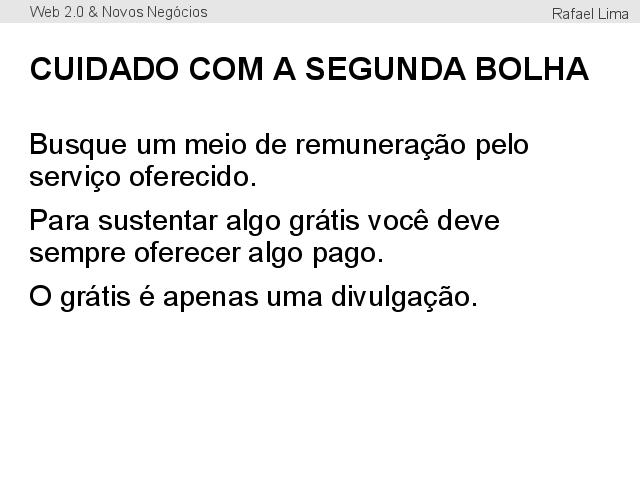 Web 2.0 & Novos Negócios
Rafael Lima
CUIDADO COM A SEGUNDA BOLHA
Busque um meio de remuneração pelo
serviço oferecido.
Para sustentar algo grátis você deve
sempre oferecer algo pago.
O grátis é apenas uma divulgação.